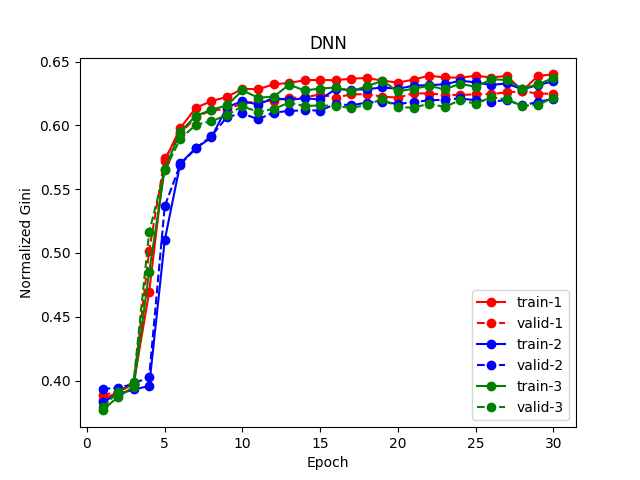 DNN
Normalized Gini
0.65
0.60
0.55
0.50
0.45
0.40
0
5
10
15
20
25
30
Epoch
train-1
valid-1
train-2
valid-2
train-3
valid-3